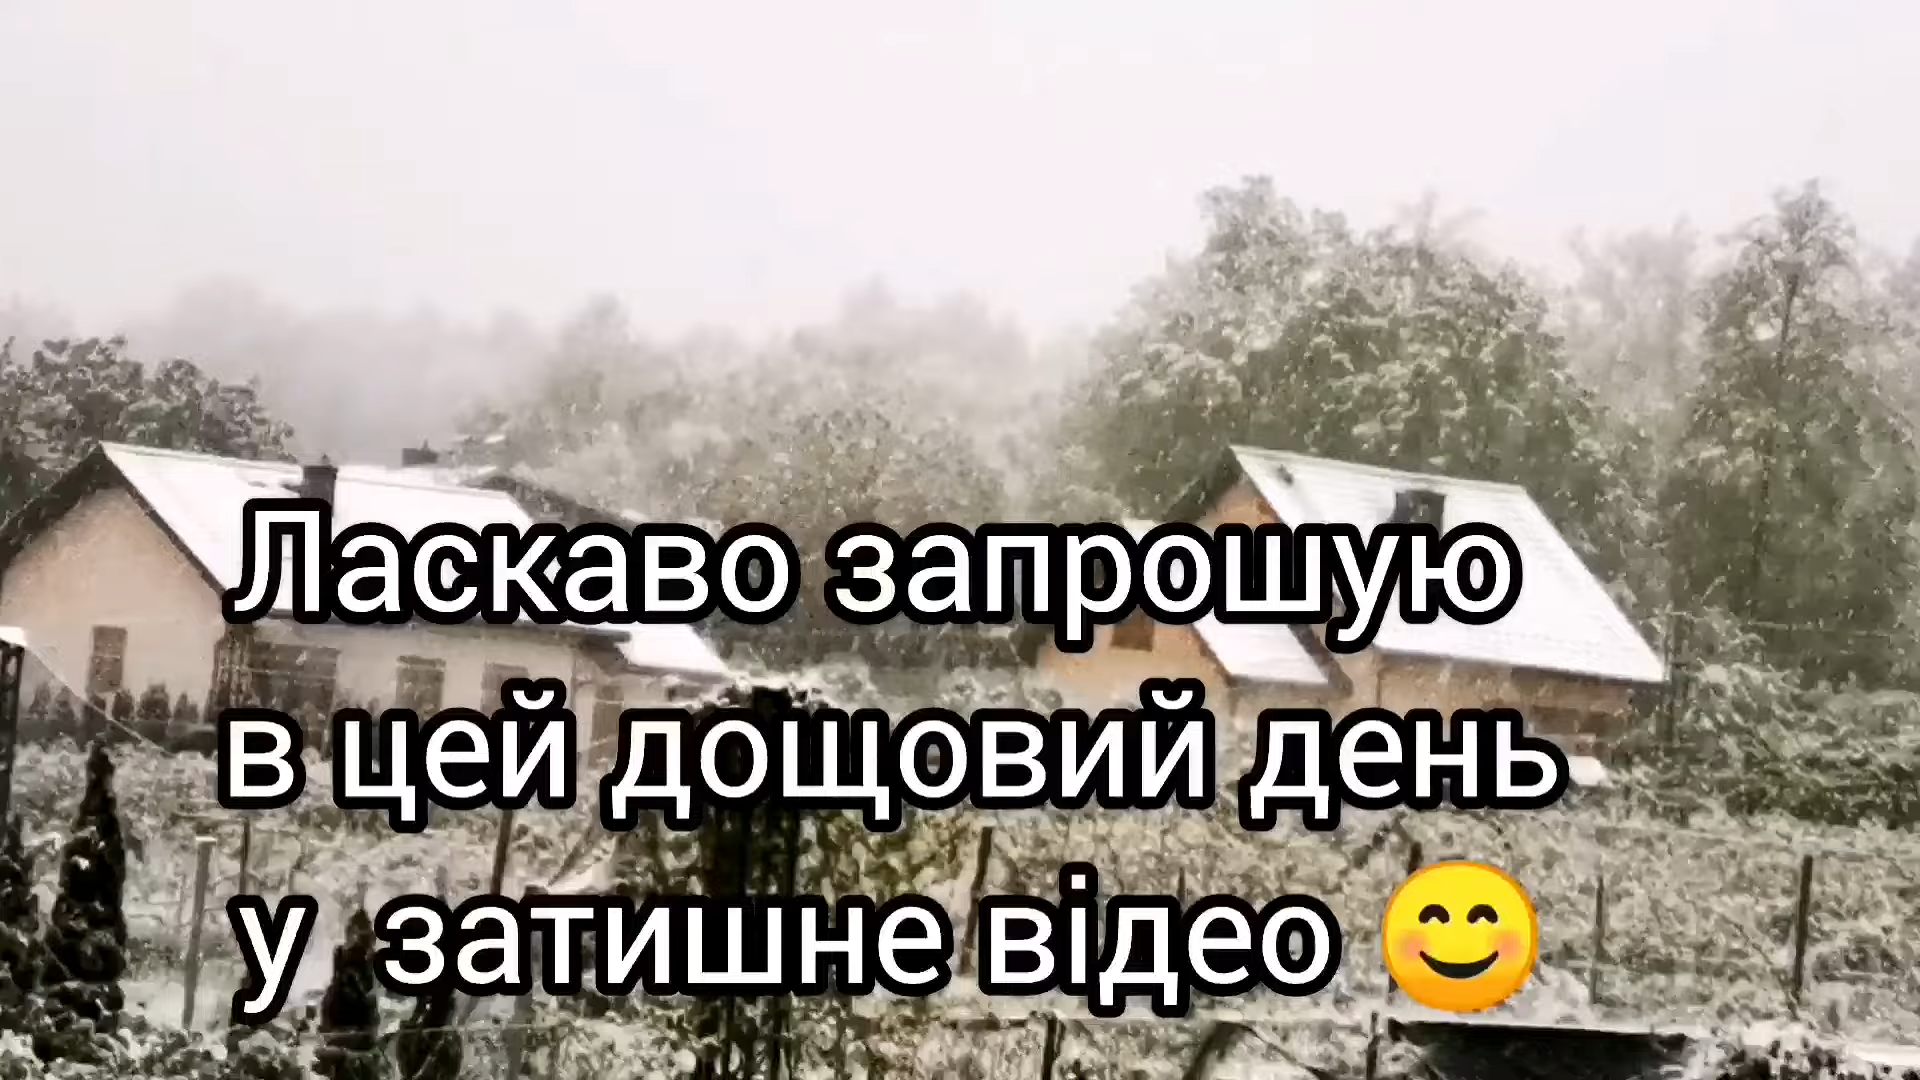 Ласкаво запрошую
в цей дощовий день
у затишне відео 😊